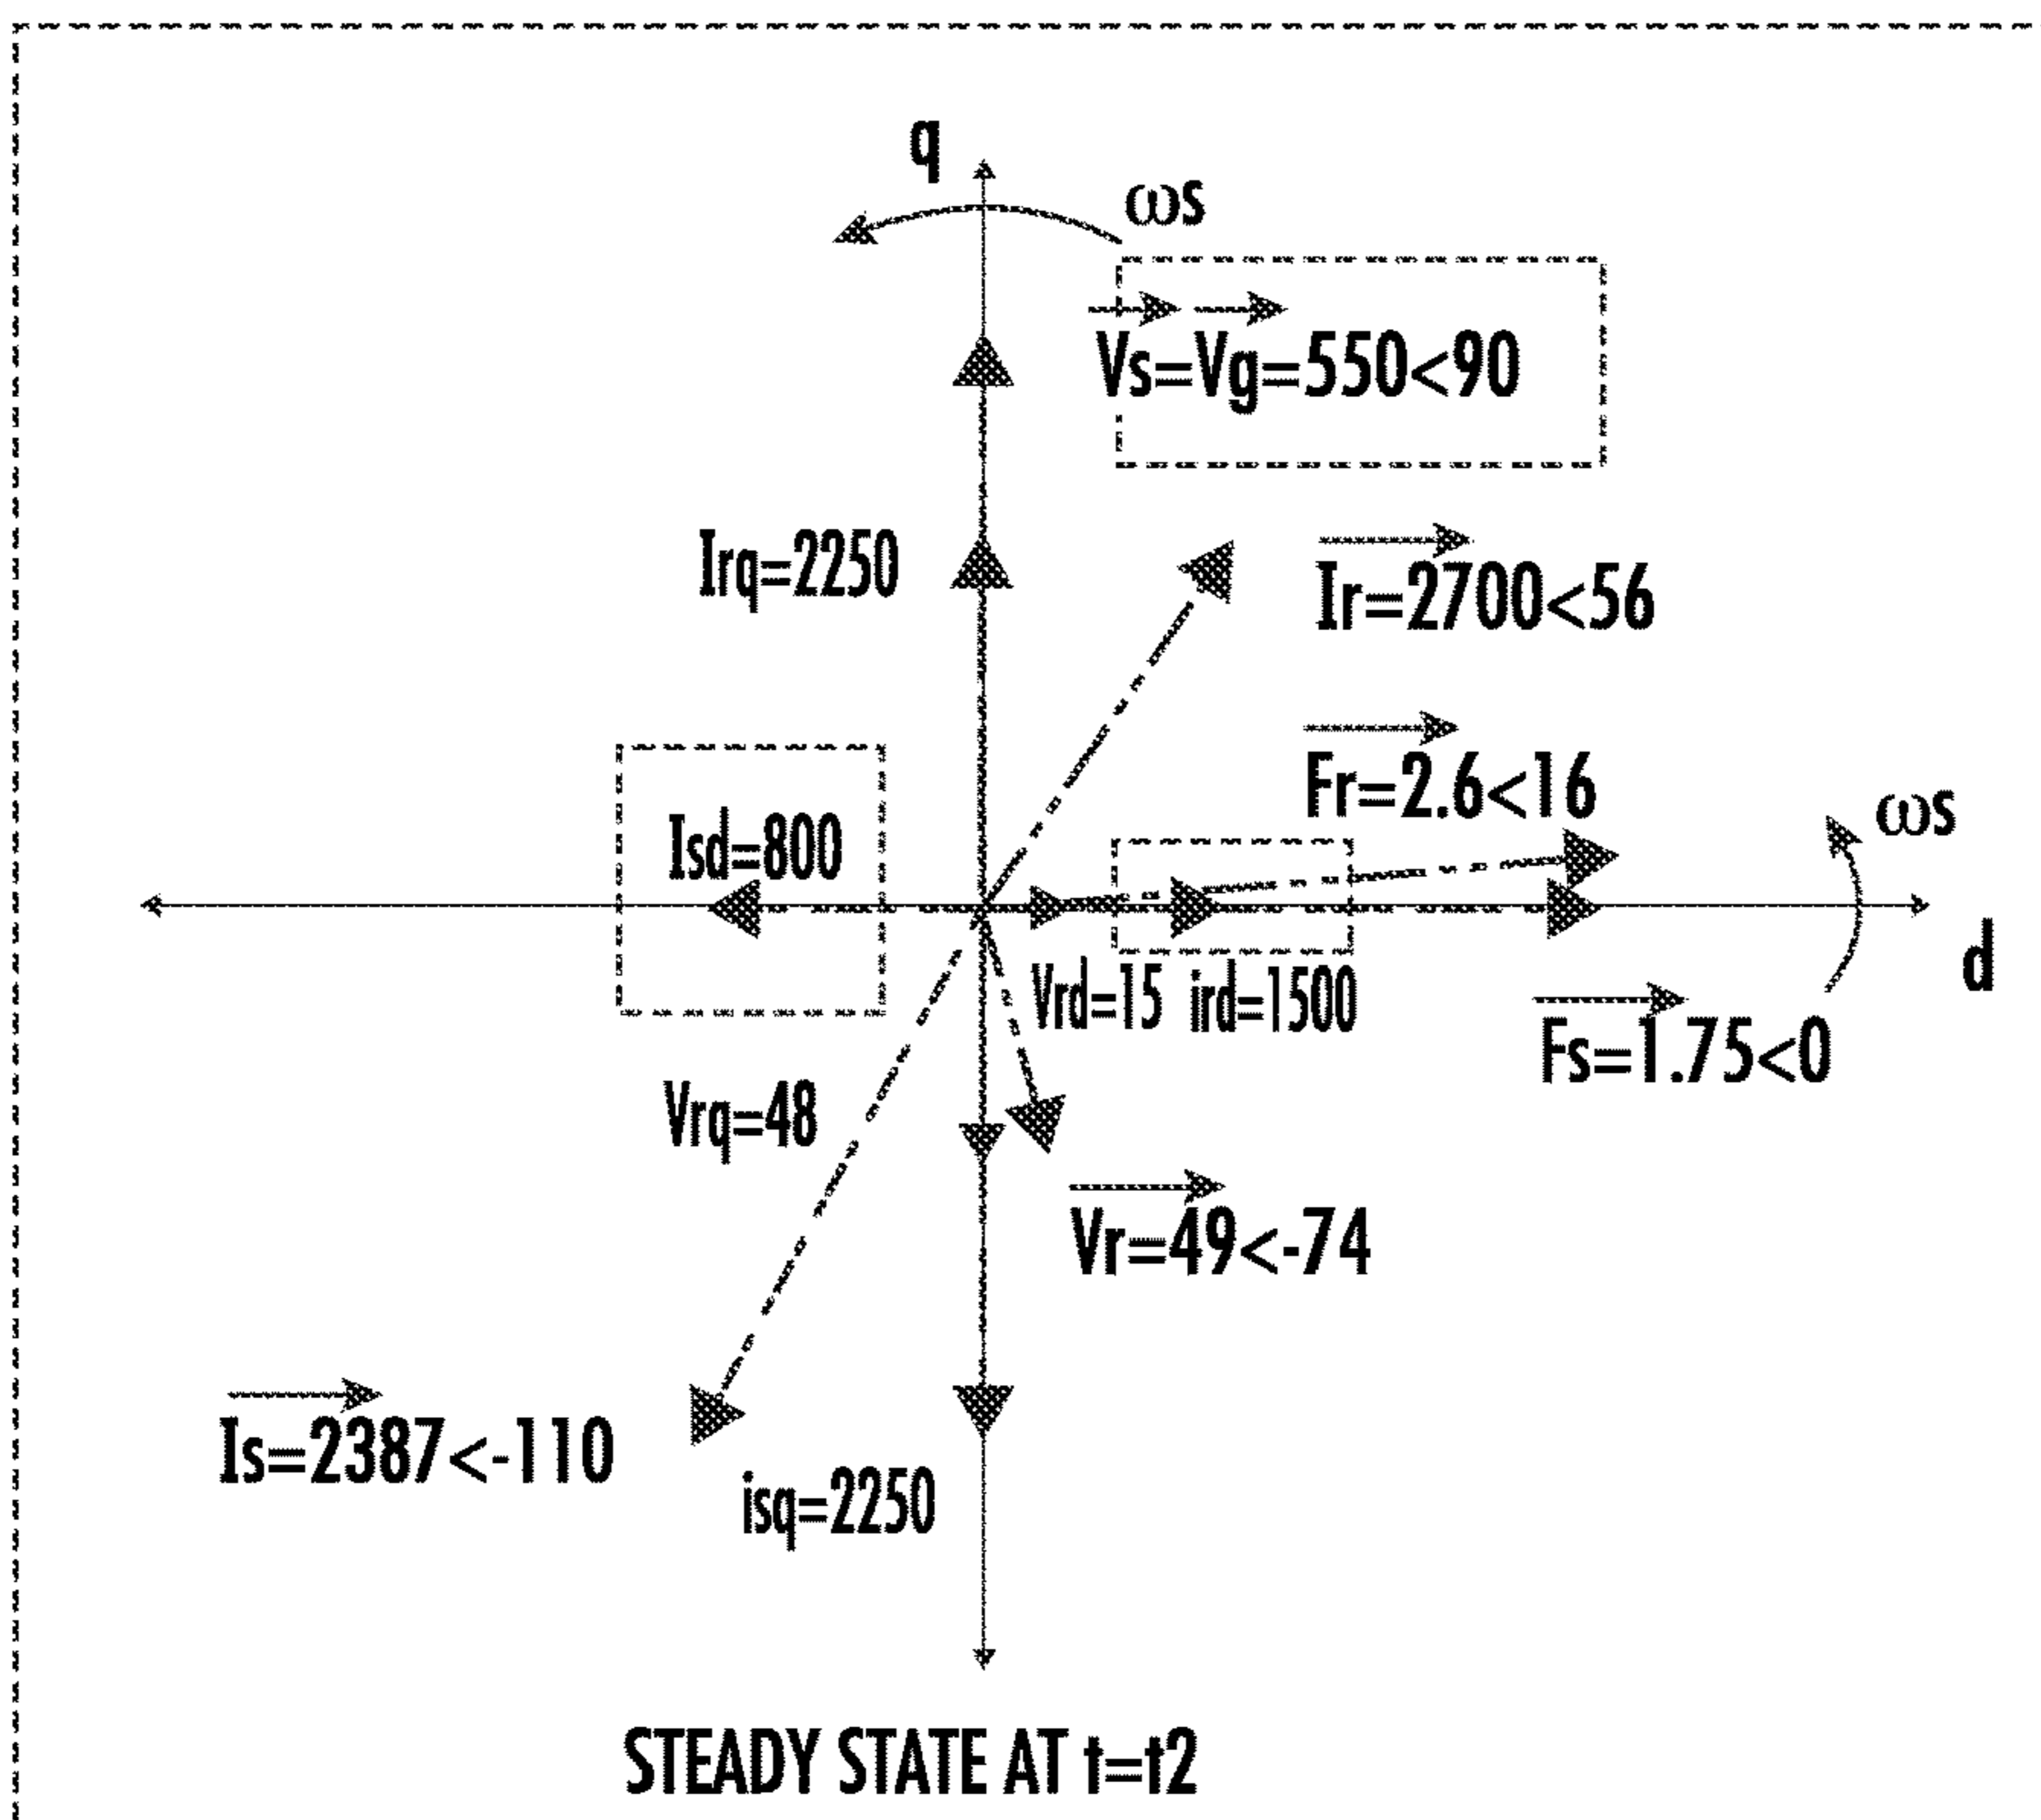 q
ωs
Vs=Vg=550<90
Irq=2250
Ir=2700<56
Fr=2.6<16
ωs
Isd=800
d
Vrd=15
ird=1500
Fs=1.75<0
Vrq=48
Vr=49<-74
Is=2387<-110
isq=2250
STEADY STATE AT t=t2